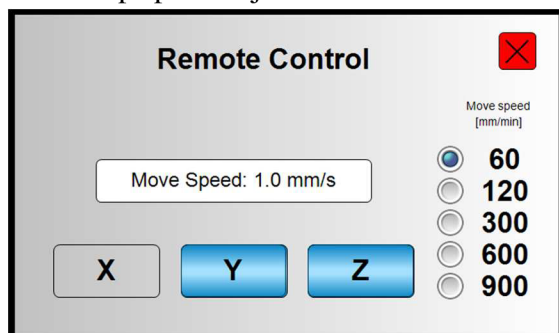 Remote Control
Move speed
[mm/min]
Move Speed: 1.0 mm/s
60
120
300
600
900
X Y Z